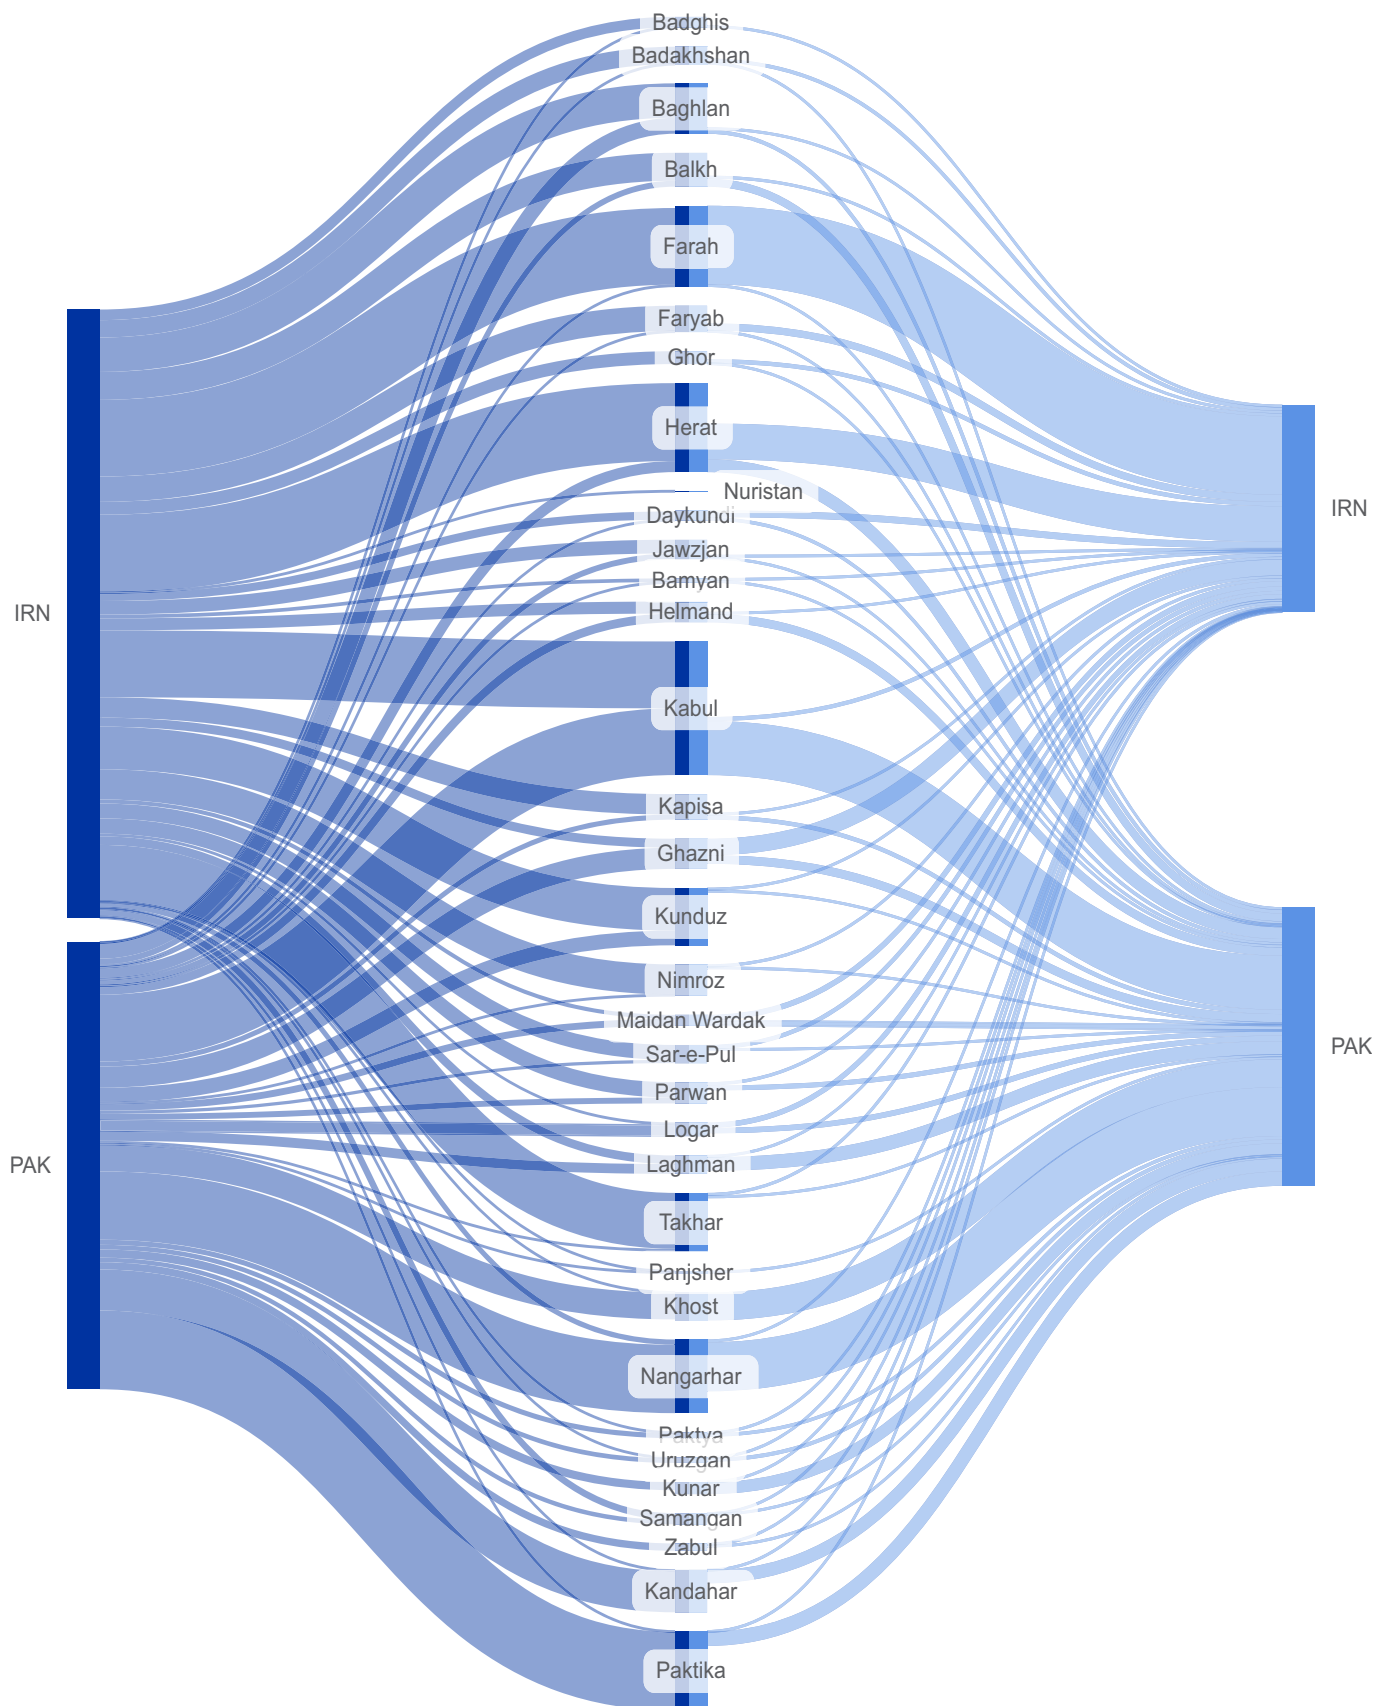 Badghis
Badakhshan
Baghlan
Balkh
Farah
Faryab
Ghor
Herat
Nuristan
Daykundi
Jawzjan
Bamyan
Helmand
Kabul
Kapisa
Ghazni
Kunduz
Nimroz
Maidan Wardak
Sar-e-Pul
Parwan
Logar
Laghman
Takhar
Panjsher
Khost
Nangarhar
Paktya
Uruzgan
Kunar
Samangan
Zabul
Kandahar
Paktika
IRN
PAK
IRN
PAK